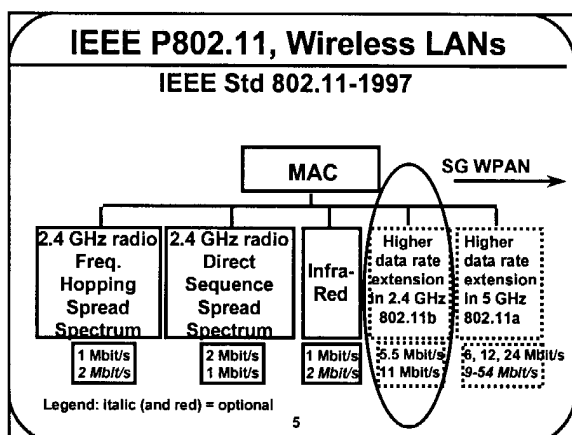 IEEE P802.11, Wireless LANs
IEEE Std 802.11-1997
MAC
SG WPAN
2.4 GHz radio
Freq.
Hopping
Spread
Spectrum
1 Mbit/s
2 Mbit/s
2.4 GHz radio
Direct
Sequence
Spread
Spectrum
2 Mbit/s
1 Mbit/s
Infra-
Red
1 Mbit/s
2 Mbit/s
Higher
data rate
extension
in 2.4 GHz
802.11b
5.5 Mbit/s
11 Mbit/s
Higher
data rate
extension
in 5 GHz
802.11a
6, 12, 24 Mbit/s
9-54 Mbit/s
Legend: italic (and red) = optional
5